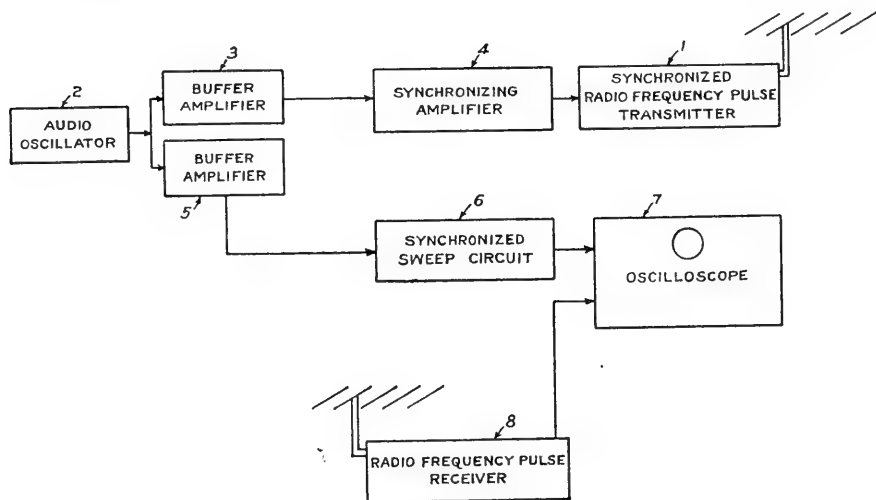 3
BUFFER
AMPLIFIER
4
SYNCHRONIZING
AMPLIFIER
1
SYNCHRONIZED
RADIO FREQUENCY PULSE
TRANSMITTER
2
AUDIO
OSCILLATOR
BUFFER
AMPLIFIER
5
6
SYNCHRONIZED
SWEEP CIRCUIT
7
OSCILLOSCOPE
8
RADIO FREQUENCY PULSE
RECEIVER